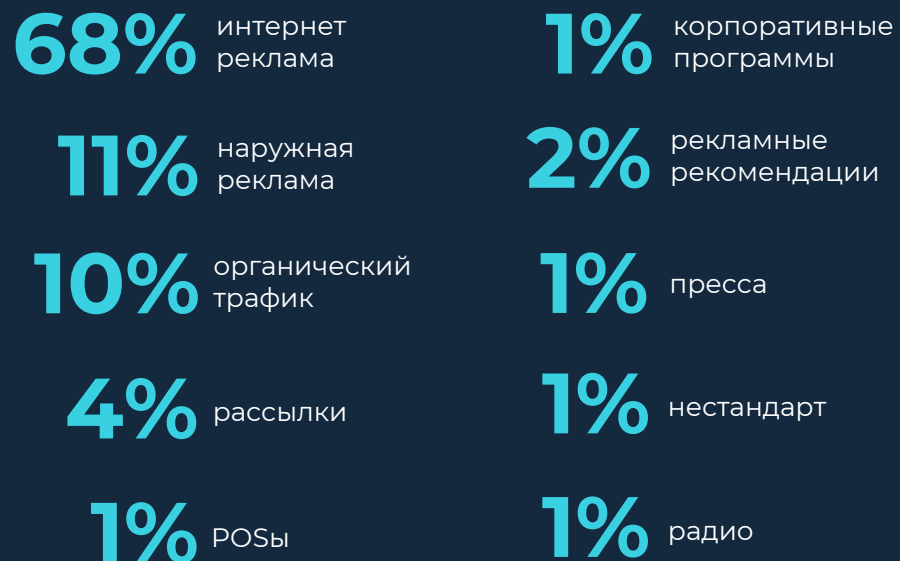 68% интернет
реклама
11% наружная
реклама
10% органический
трафик
4% рассылки
1% POSы
1% корпоративные
программы
2% рекламные
рекомендации
1% пресса
1% нестандарт
1% радио